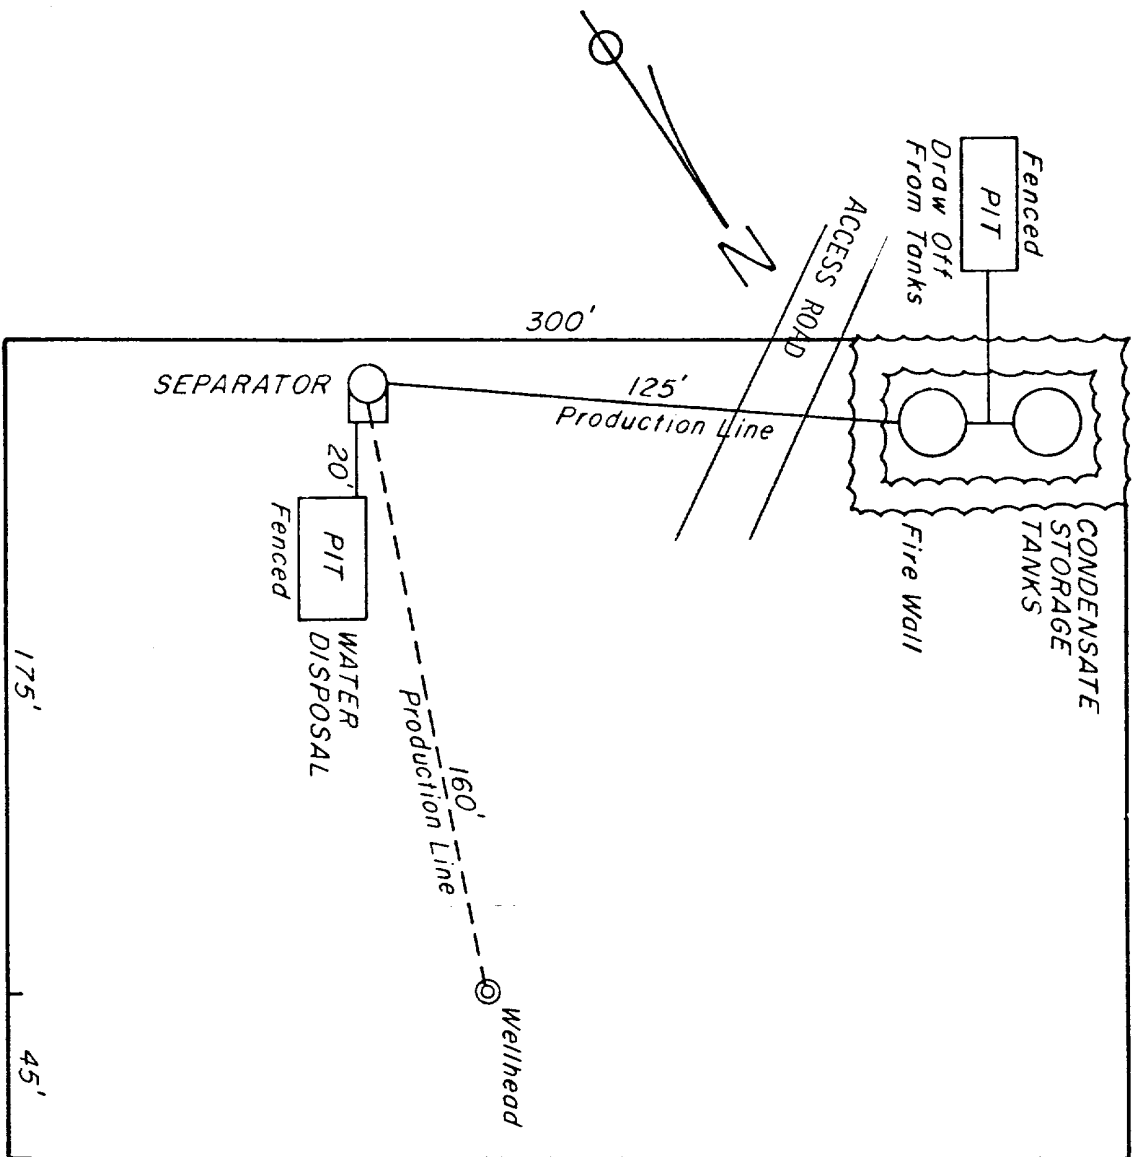 N
ACCESS ROAD
Fenced
PIT
Draw Off
From Tanks
300'
SEPARATOR
125'
Production Line
20'
PIT
Fenced
WATER
DISPOSAL
CONDENSATE
STORAGE
TANKS
Fire Wall
160'
Production Line
Wellhead
175'
45'